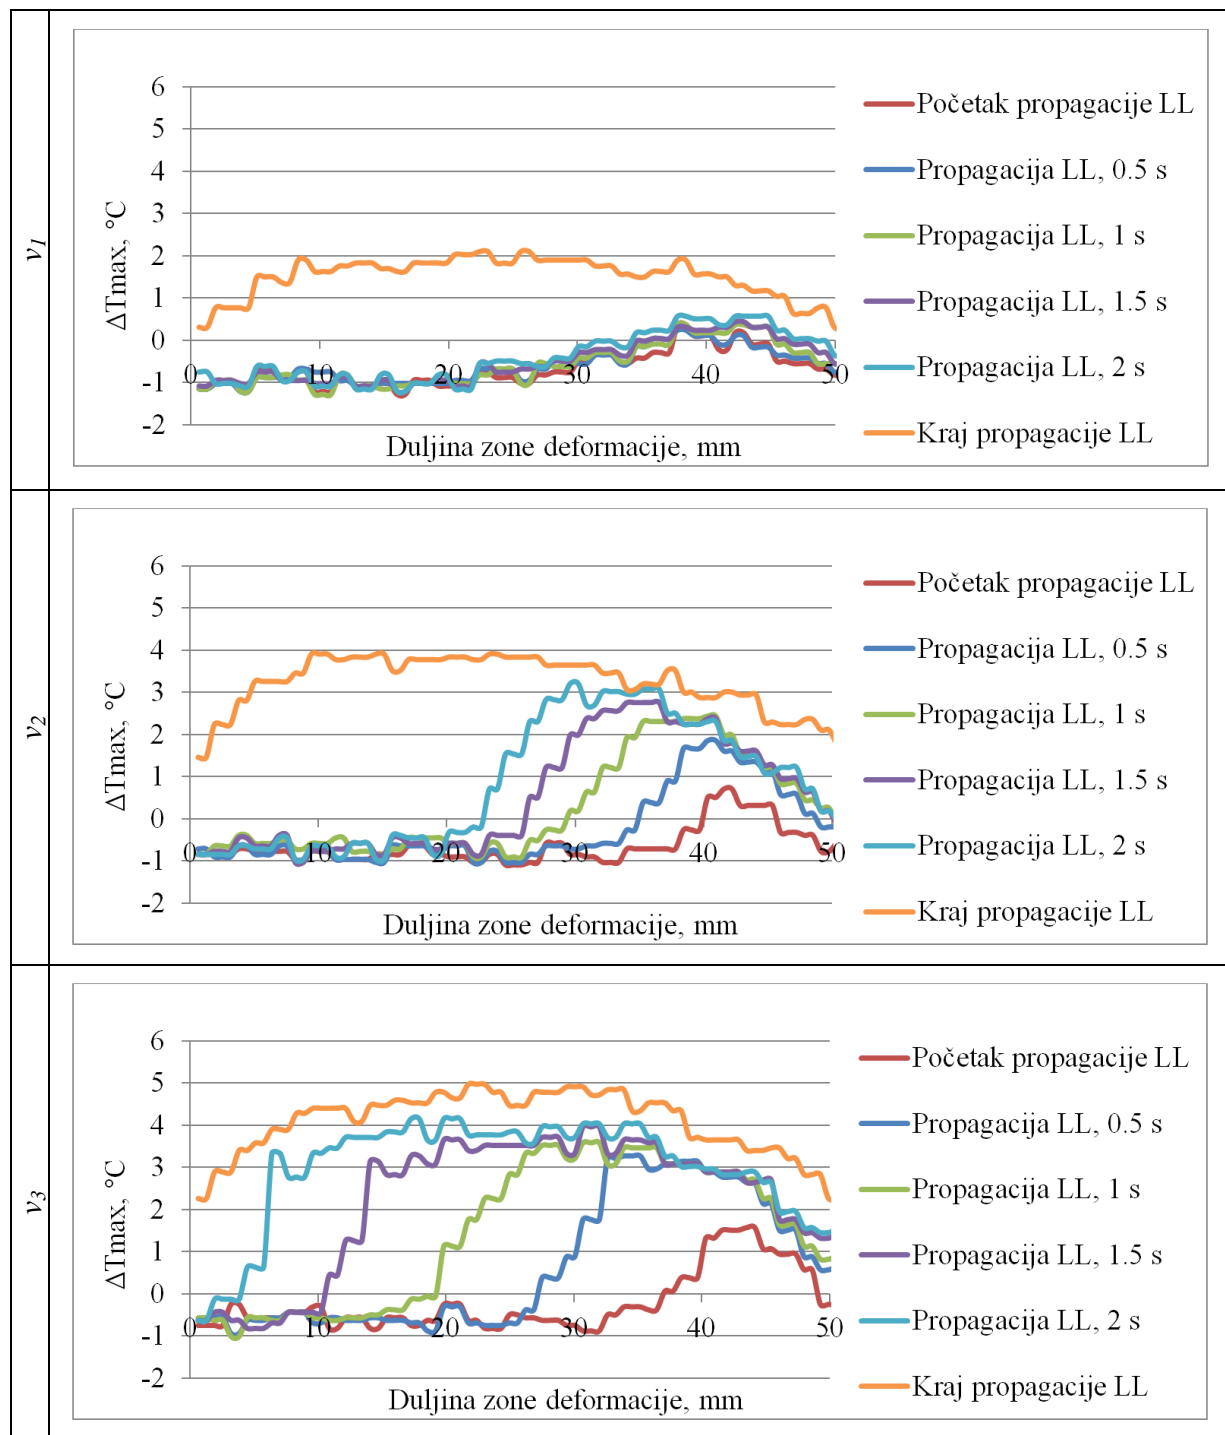 v1
ΔTmax, °C
6
5
4
3
2
1
0
-1
-2
0
10
20
30
40
50
Duljina zone deformacije, mm
Početak propagacije LL
Propagacija LL, 0.5 s
Propagacija LL, 1 s
Propagacija LL, 1.5 s
Propagacija LL, 2 s
Kraj propagacije LL
v2
ΔTmax, °C
6
5
4
3
2
1
0
-1
-2
0
10
20
30
40
50
Duljina zone deformacije, mm
Početak propagacije LL
Propagacija LL, 0.5 s
Propagacija LL, 1 s
Propagacija LL, 1.5 s
Propagacija LL, 2 s
Kraj propagacije LL
v3
ΔTmax, °C
6
5
4
3
2
1
0
-1
-2
0
10
20
30
40
50
Duljina zone deformacije, mm
Početak propagacije LL
Propagacija LL, 0.5 s
Propagacija LL, 1 s
Propagacija LL, 1.5 s
Propagacija LL, 2 s
Kraj propagacije LL